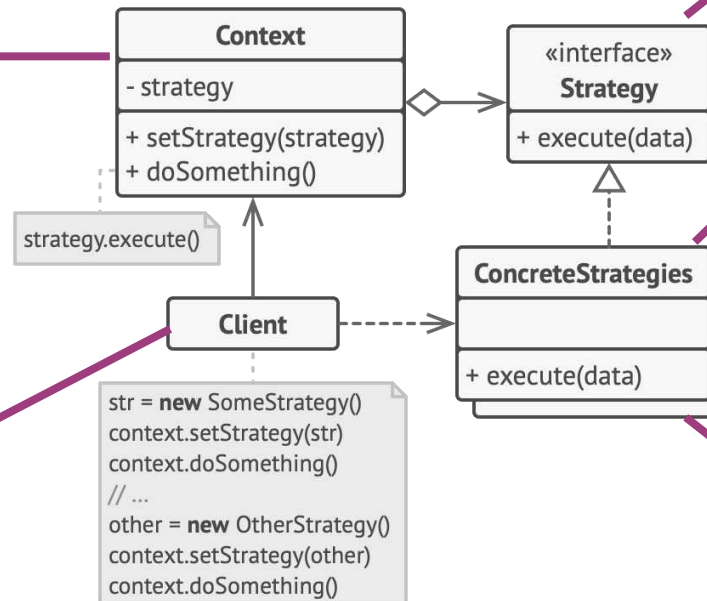 Context
- strategy
+ setStrategy(strategy)
+ doSomething()
strategy.execute()
«interface»
Strategy
+ execute(data)
ConcreteStrategies
+ execute(data)
Client
str = new SomeStrategy()
context.setStrategy(str)
context.doSomething()
// ...
other = new OtherStrategy()
context.setStrategy(other)
context.doSomething()